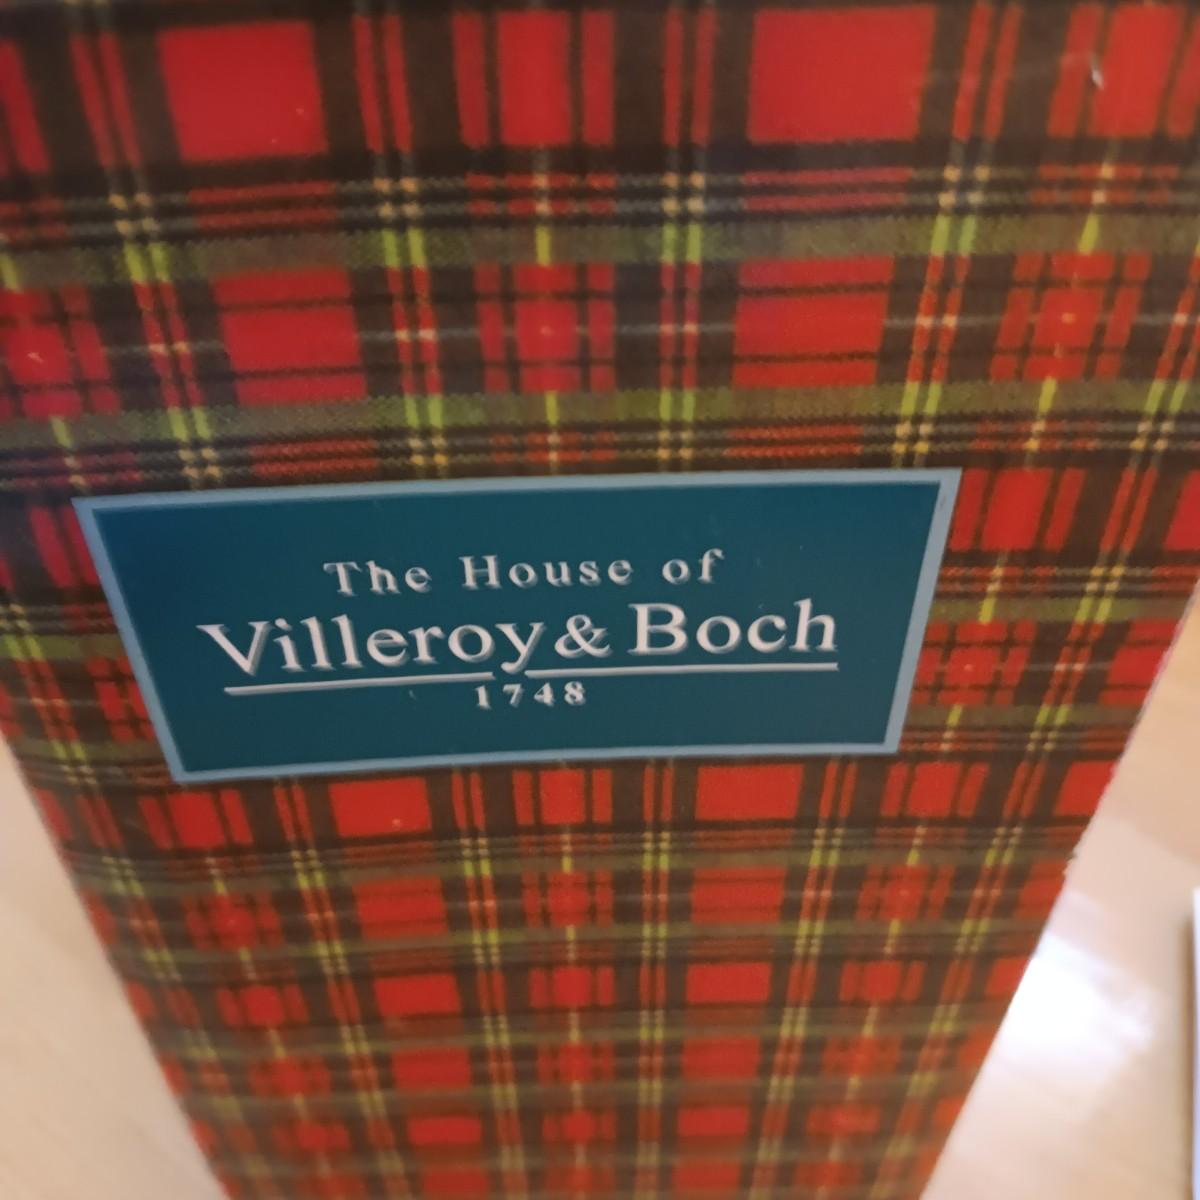 The House of
Villeroy & Boch
1748